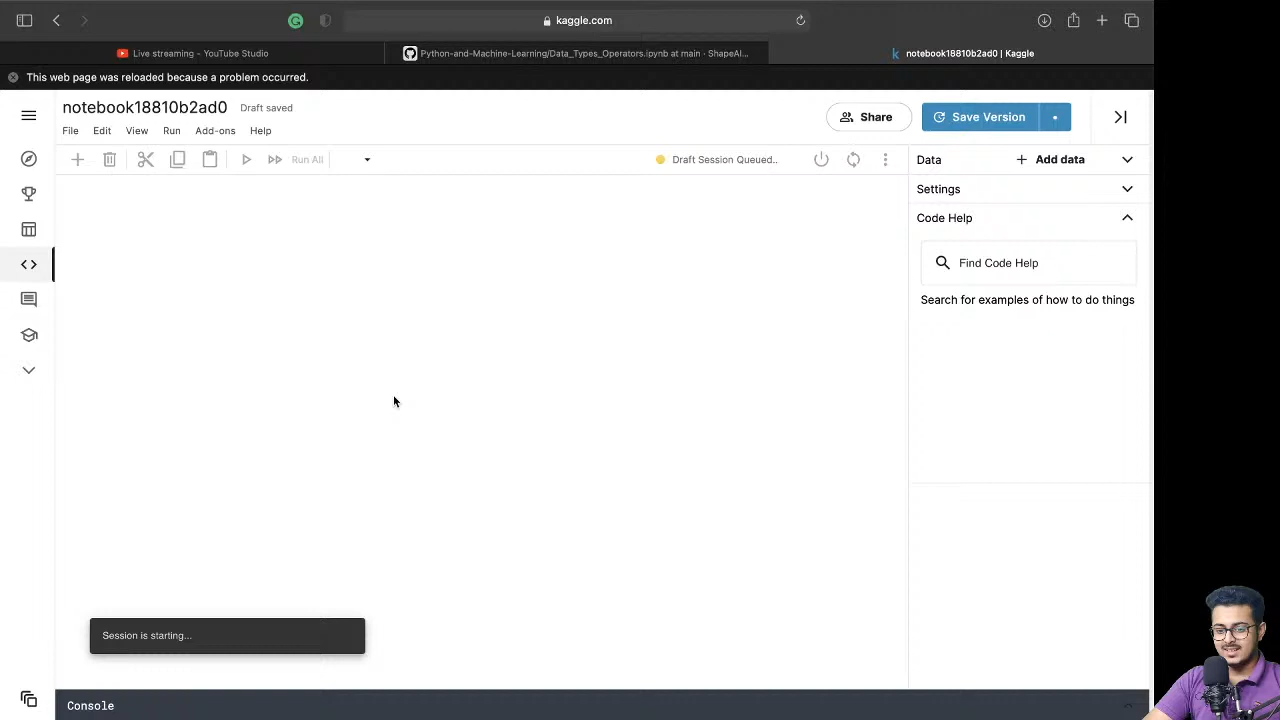 kaggle.com
Live streaming - YouTube Studio
Python-and-Machine-Learning/Data_Types_Operators.ipynb at main · ShapeAI...
notebook18810b2ad0 | Kaggle
This web page was reloaded because a problem occurred.
notebook18810b2ad0 Draft saved
Share
Save Version
File Edit View Run Add-ons Help
Run All
Draft Session Queued..
Data
Add data
Settings
Code Help
Find Code Help
Search for examples of how to do things
Session is starting...
Console